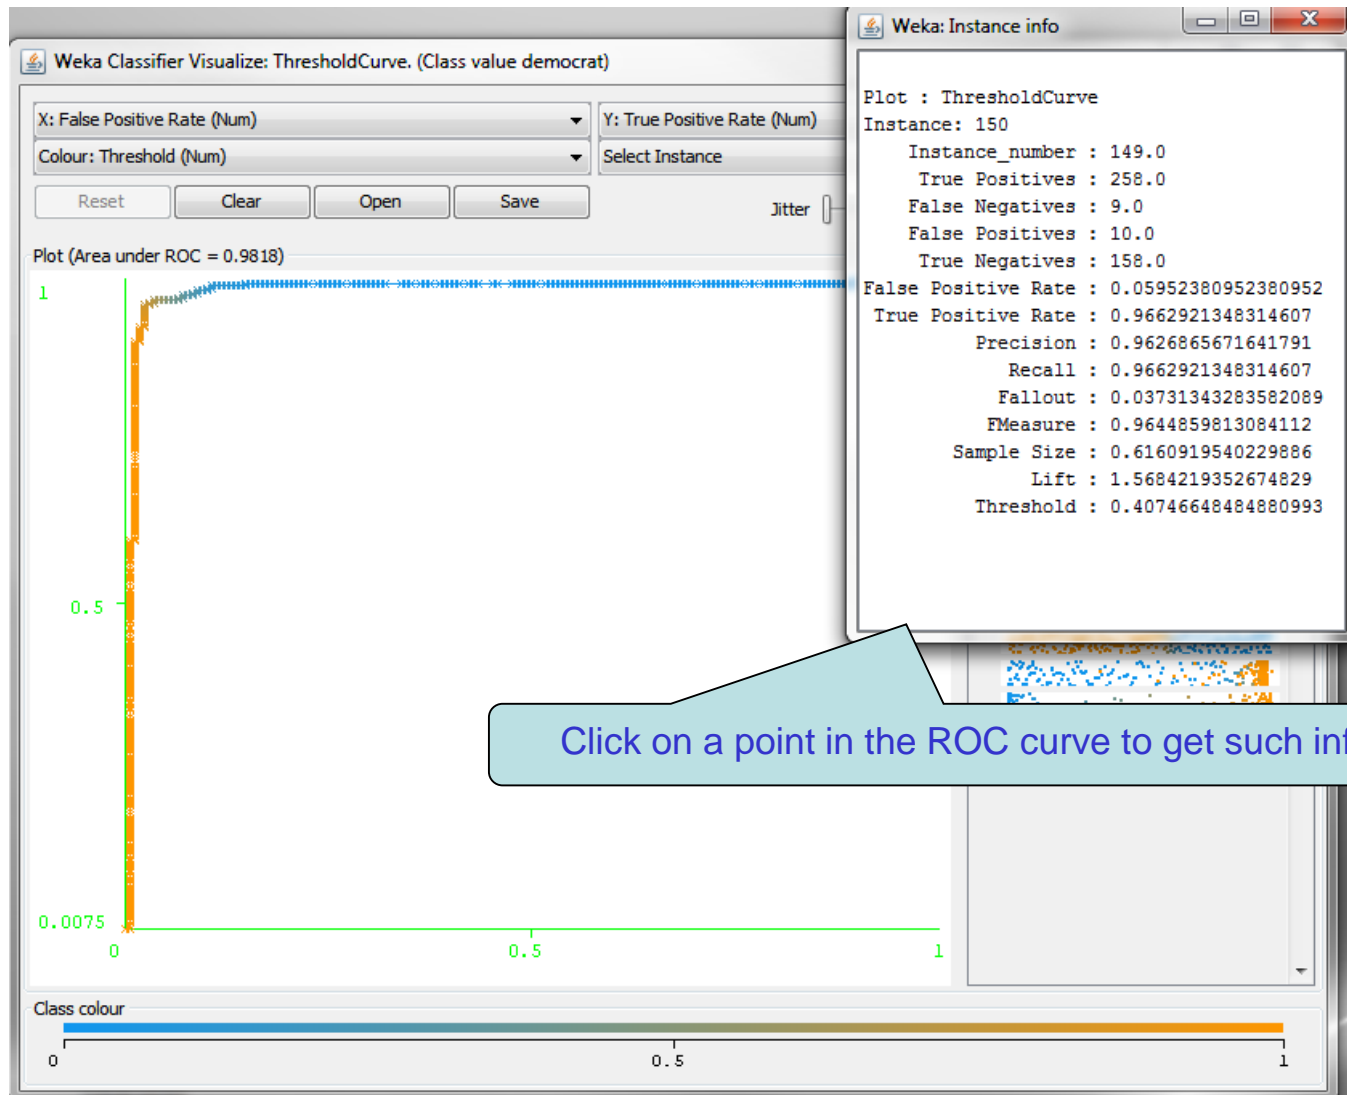 Weka Classifier Visualize: ThresholdCurve. (Class value democrat)
X: False Positive Rate (Num)
Y: True Positive Rate (Num)
Colour: Threshold (Num)
Select Instance
Reset
Clear
Open
Save
Jitter
Plot (Area under ROC = 0.9818)
1
0.5
0.0075
0
0.5
1
Weka: Instance info
Plot : ThresholdCurve
Instance: 150
Instance_number : 149.0
True Positives : 258.0
False Negatives : 9.0
False Positives : 10.0
True Negatives : 158.0
False Positive Rate : 0.05952380952380952
True Positive Rate : 0.9662921348314607
Precision : 0.9626865671641791
Recall : 0.9662921348314607
Fallout : 0.03731343283582089
FMeasure : 0.9644859813084112
Sample Size : 0.6160919540229886
Lift : 1.5684219352674829
Threshold : 0.40746648484880993
Click on a point in the ROC curve to get such
Class colour
0
0.5
1